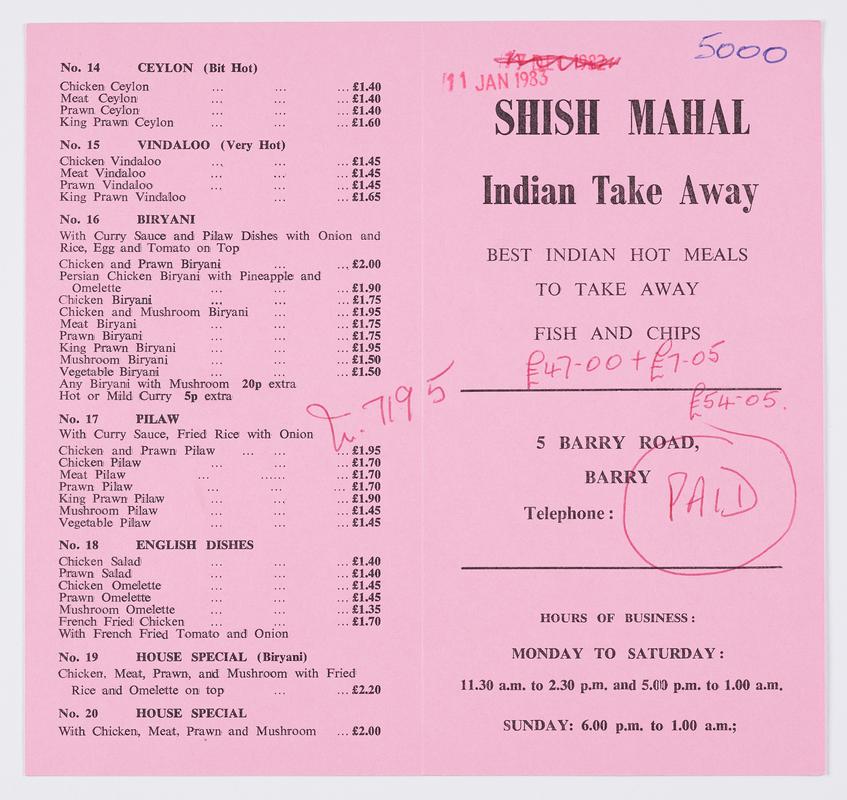 No. 14 CEYLON (Bit Hot)
Chicken Ceylon ... ... ... £1.40
Meat Ceylon ... ... ... £1.40
Prawn Ceylon ... ... ... £1.40
King Prawn Ceylon ... ... ... £1.60
No. 15 VINDALOO (Very Hot)
Chicken Vindaloo ... ... ... £1.45
Meat Vindaloo ... ... ... £1.45
Prawn Vindaloo ... ... ... £1.45
King Prawn Vindaloo ... ... ... £1.65
No. 16 BIRYANI
With Curry Sauce and Pilaw Dishes with Onion and
Rice, Egg and Tomato on Top
Chicken and Prawn Biryani ... ... £2.00
Persian Chicken Biryani with Pineapple and
Omelette ... ... ... £1.90
Chicken Biryani ... ... ... £1.75
Chicken and Mushroom Biryani ... ... £1.95
Meat Biryani ... ... ... £1.75
Prawn Biryani ... ... ... £1.75
King Prawn Biryani ... ... ... £1.95
Mushroom Biryani ... ... ... £1.50
Vegetable Biryani ... ... ... £1.50
Any Biryani with Mushroom 20p extra
Hot or Mild Curry 5p extra
No. 17 PILAW
With Curry Sauce, Fried Rice with Onion
Chicken and Prawn Pilaw ... ... ... £1.95
Chicken Pilaw ... ... ... £1.70
Meat Pilaw ... ...... ... £1.70
Prawn Pilaw ... ... ... £1.70
King Prawn Pilaw ... ... ... £1.90
Mushroom Pilaw ... ... ... £1.45
Vegetable Pilaw ... ... ... £1.45
No. 18 ENGLISH DISHES
Chicken Salad ... ... ... £1.40
Prawn Salad ... ... ... £1.40
Chicken Omelette ... ... ... £1.45
Prawn Omelette ... ... ... £1.45
Mushroom Omelette ... ... ... £1.35
French Fried Chicken ... ... ... £1.70
With French Fried Tomato and Onion
No. 19 HOUSE SPECIAL (Biryani)
Chicken, Meat, Prawn, and Mushroom with Fried
Rice and Omelette on top ... ... £2.20
No. 20 HOUSE SPECIAL
With Chicken, Meat, Prawn and Mushroom ... £2.00
7195
5000
11 JAN 1983
SHISH MAHAL
Indian Take Away
BEST INDIAN HOT MEALS
TO TAKE AWAY
FISH AND CHIPS
£47-00 + £7-05
£54-05.
5 BARRY ROAD,
BARRY
PAID
Telephone:
HOURS OF BUSINESS:
MONDAY TO SATURDAY:
11.30 a.m. to 2.30 p.m. and 5.00 p.m. to 1.00 a.m.
SUNDAY: 6.00 p.m. to 1.00 a.m.;